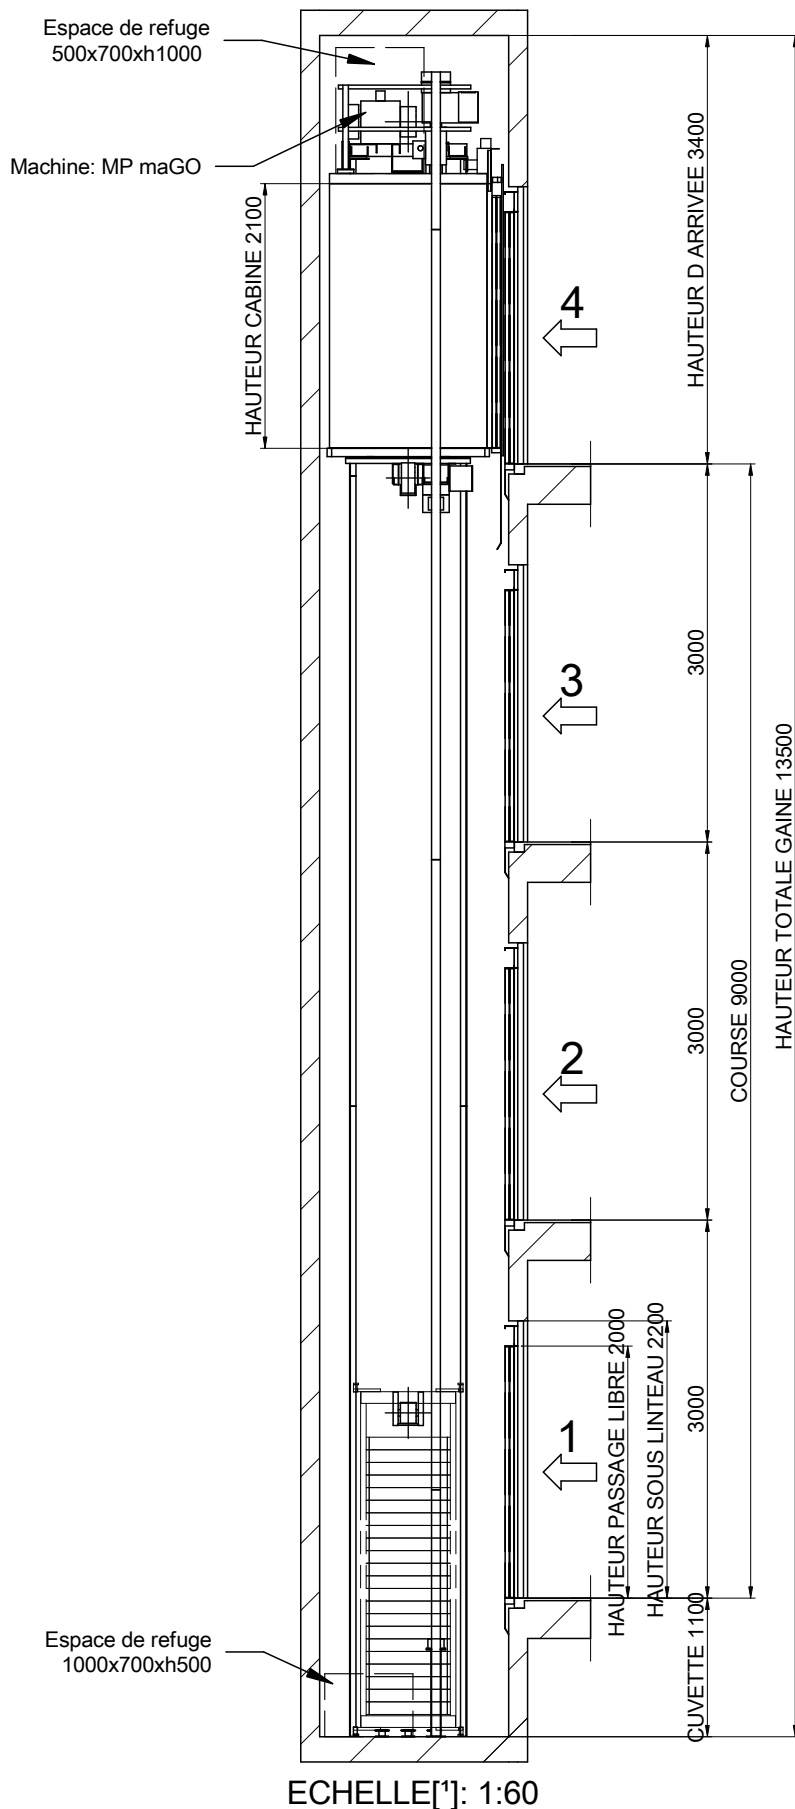 Espace de refuge
500x700xh1000
Machine: MP maGO
HAUTEUR CABINE 2100
HAUTEUR D ARRIVEE 3400
4
3000
3
HAUTEUR TOTALE GAINE 13500
COURSE 9000
3000
2
HAUTEUR PASSAGE LIBRE 2000
HAUTEUR SOUS LINTEAU 2200
3000
1
Espace de refuge
1000x700xh500
CUVETTE 1100
ECHELLE[¹]: 1:60